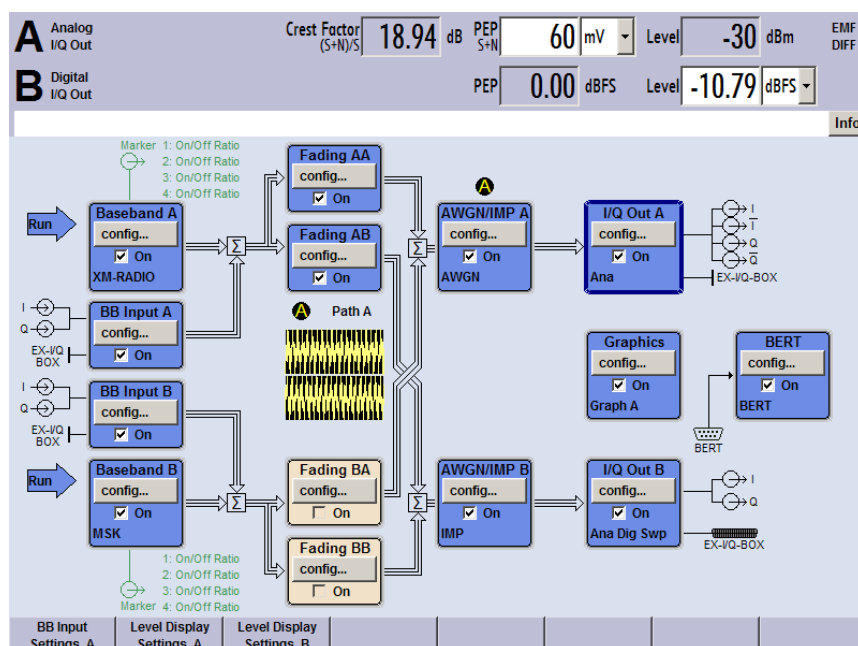 A Analog I/Q Out
Crest Factor (S+N)/S 18.94 dB PEP S+N 60 mV Level -30 dBm EMF DIFF
B Digital I/Q Out
PEP 0.00 dBFS Level -10.79 dBFS
Info
Marker 1: On/Off Ratio
2: On/Off Ratio
3: On/Off Ratio
4: On/Off Ratio
Run
Baseband A
config...
On
XM-RADIO
Σ
Fading AA
config...
On
Fading AB
config...
On
Σ
A
AWGN/IMP A
config...
On
AWGN
I/Q Out A
config...
On
Ana
I
I
Q
Q
EX-I/Q-BOX
I
Q
EX-I/Q BOX
BB Input A
config...
On
A Path A
Graphics
config...
On
Graph A
BERT
config...
On
BERT
BERT
I
Q
EX-I/Q BOX
BB Input B
config...
On
Run
Baseband B
config...
On
MSK
Σ
Fading BA
config...
On
Fading BB
config...
On
Σ
AWGN/IMP B
config...
On
IMP
I/Q Out B
config...
On
Ana Dig Swp
I
Q
EX-I/Q-BOX
1: On/Off Ratio
2: On/Off Ratio
3: On/Off Ratio
Marker 4: On/Off Ratio
BB Input Settings A
Level Display Settings A
Level Display Settings B